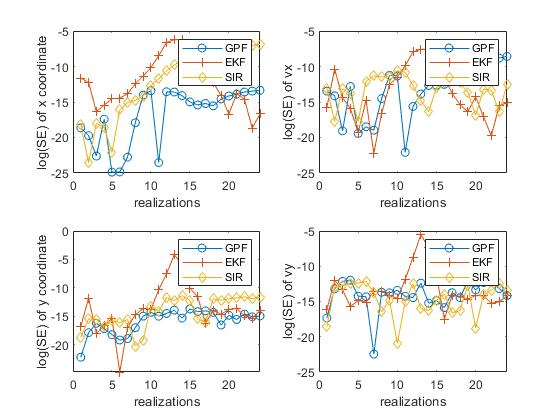 -5
-10
-15
-20
-25
log(SE) of x coordinate
0
5
10
15
20
realizations
GPF
EKF
SIR
-5
-10
-15
-20
-25
log(SE) of vx
0
5
10
15
20
realizations
GPF
EKF
SIR
0
-5
-10
-15
-20
log(SE) of y coordinate
0
5
10
15
20
realizations
GPF
EKF
SIR
-5
-10
-15
-20
-25
log(SE) of vy
0
5
10
15
20
realizations
GPF
EKF
SIR